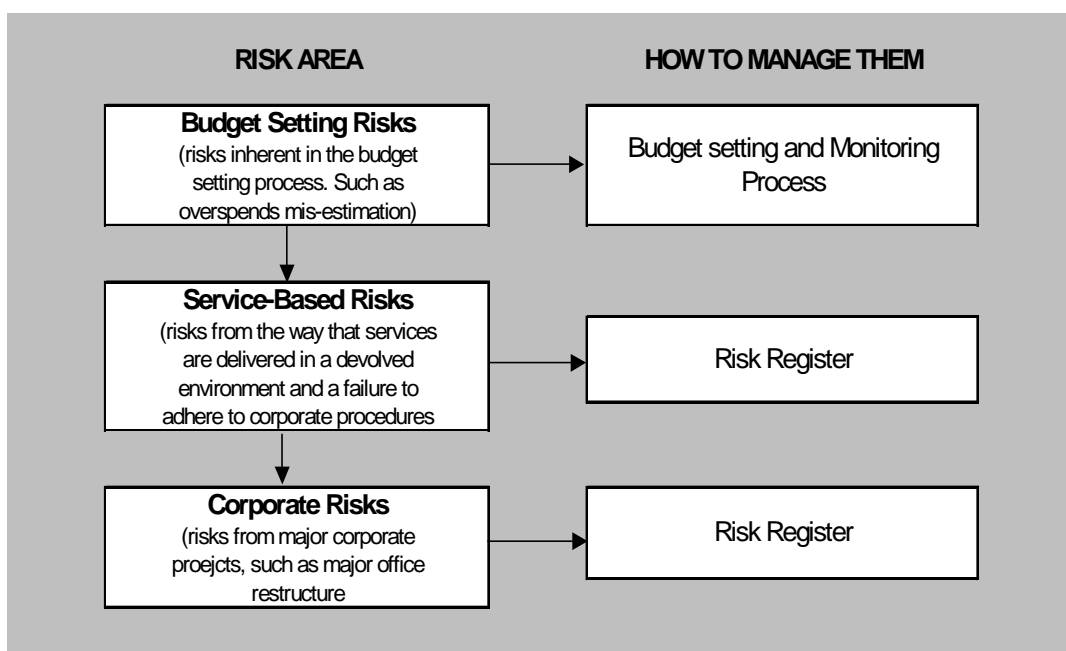 RISK AREA
HOW TO MANAGE THEM
Budget Setting Risks
(risks inherent in the budget
setting process. Such as
overspends mis-estimation)
Budget setting and Monitoring
Process
Service-Based Risks
(risks from the way that services
are delivered in a devolved
environment and a failure to
adhere to corporate procedures
Risk Register
Corporate Risks
(risks from major corporate
proejcts, such as major office
restructure
Risk Register